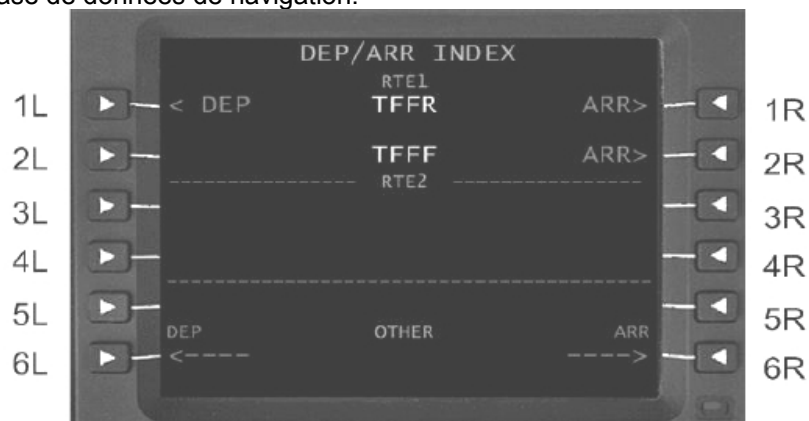 ase de données de navigation.
DEP/ARR INDEX
RTE1
1L < DEP TFFR ARR> 1R
2L TFFF ARR> 2R
RTE2
3L 3R
4L 4R
5L 5R
DEP OTHER ARR
6L <---- ----> 6R